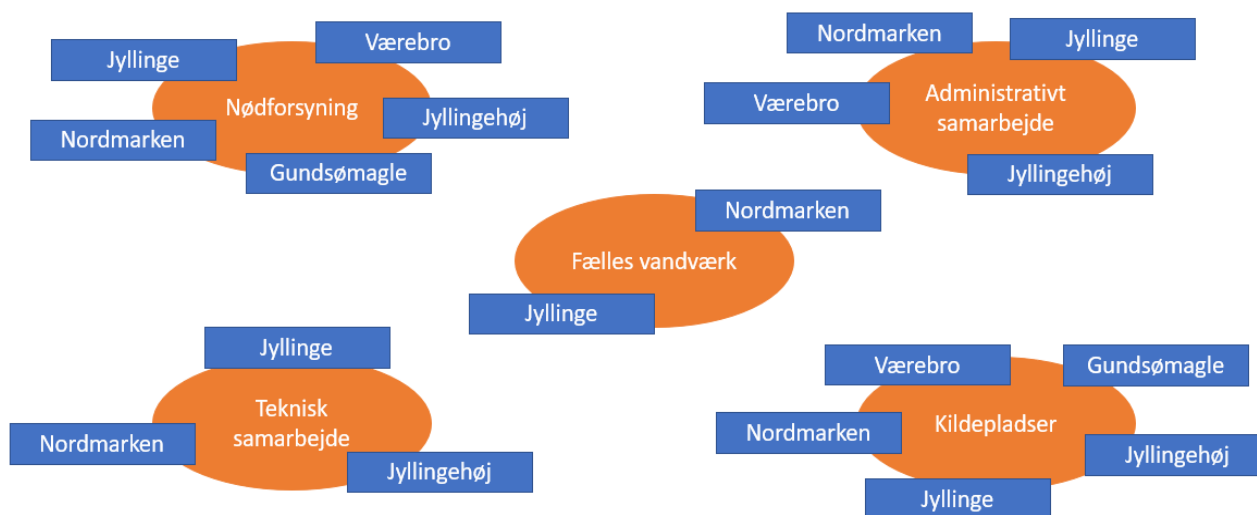 Jyllinge
Værebro
Nødforsyning
Jyllingehøj
Nordmarken
Gundsømagle
Nordmarken
Jyllinge
Værebro
Administrativt
samarbejde
Jyllingehøj
Nordmarken
Fælles vandværk
Jyllinge
Jyllinge
Teknisk
samarbejde
Nordmarken
Jyllingehøj
Værebro
Gundsømagle
Nordmarken
Kildepladser
Jyllingehøj
Jyllinge